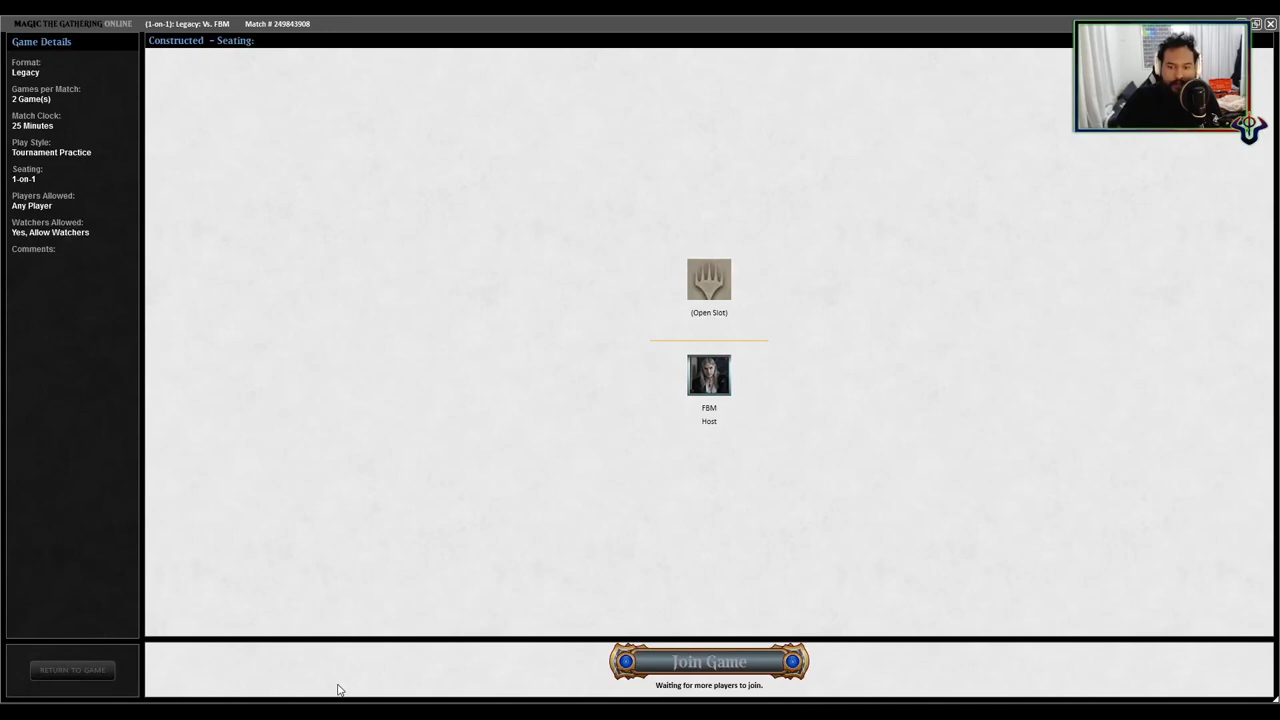 MAGIC THE GATHERING ONLINE (1-on-1): Legacy: Vs. FBM Match # 249843908
Game Details
Constructed - Seating:
Format:
Legacy
Games per Match:
2 Game(s)
Match Clock:
25 Minutes
Play Style:
Tournament Practice
Seating:
1-on-1
Players Allowed:
Any Player
Watchers Allowed:
Yes, Allow Watchers
Comments:
(Open Slot)
FBM
Host
RETURN TO GAME
Join Game
Waiting for more players to join.